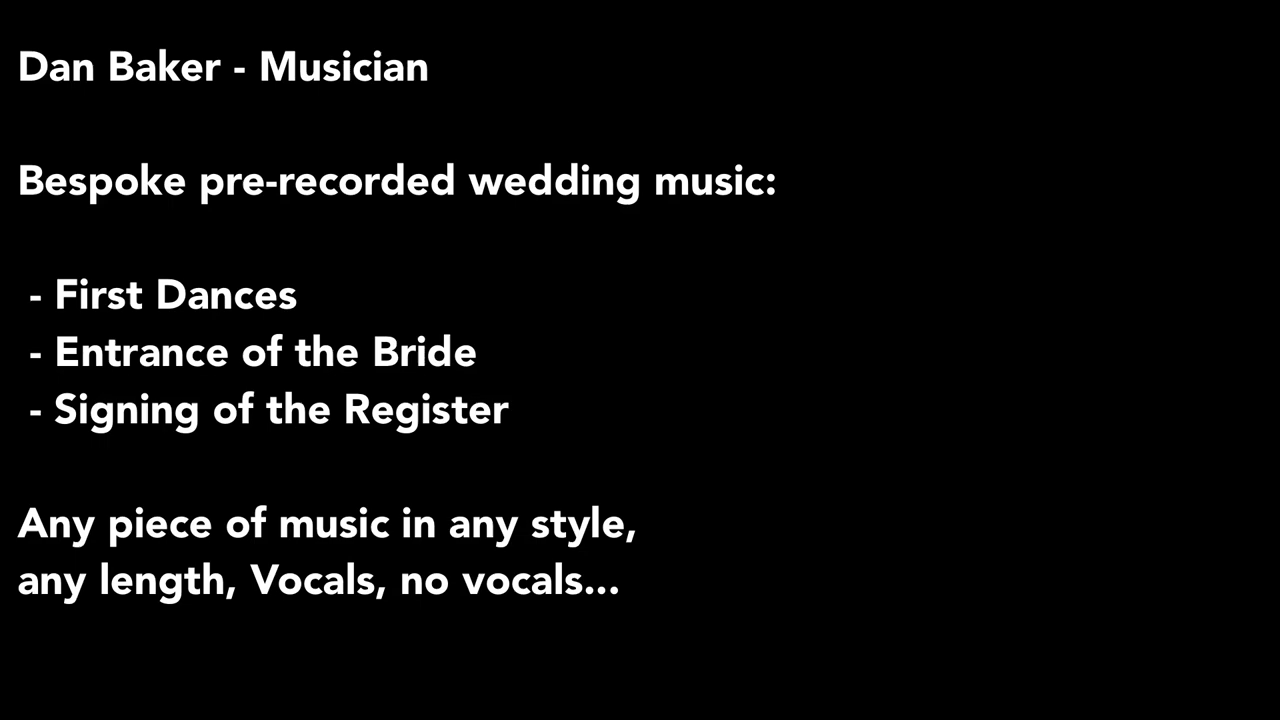 Dan Baker - Musician
Bespoke pre-recorded wedding music:
- First Dances
- Entrance of the Bride
- Signing of the Register
Any piece of music in any style,
any length, Vocals, no vocals...